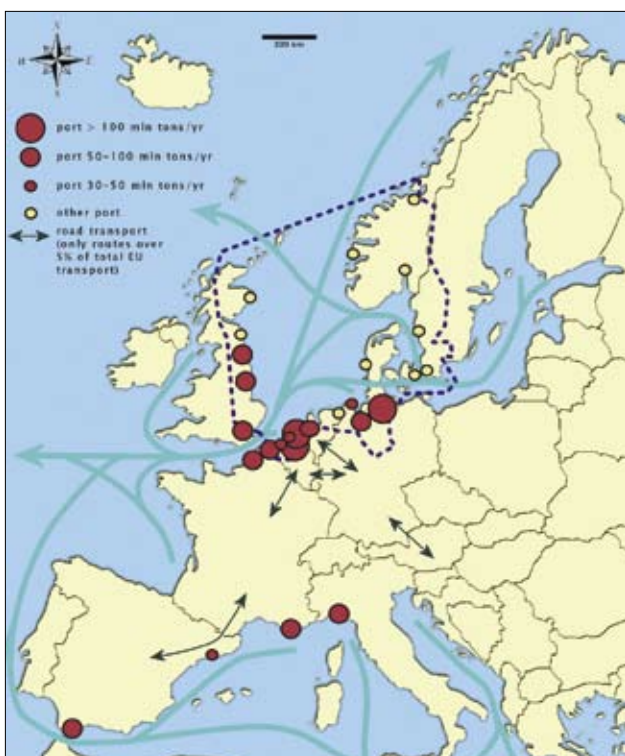 N
W
E
S
port > 100 mln tons/yr
port 50-100 mln tons/yr
port 30-50 mln tons/yr
other port
road transport
(only routes over
5% of total EU
transport)